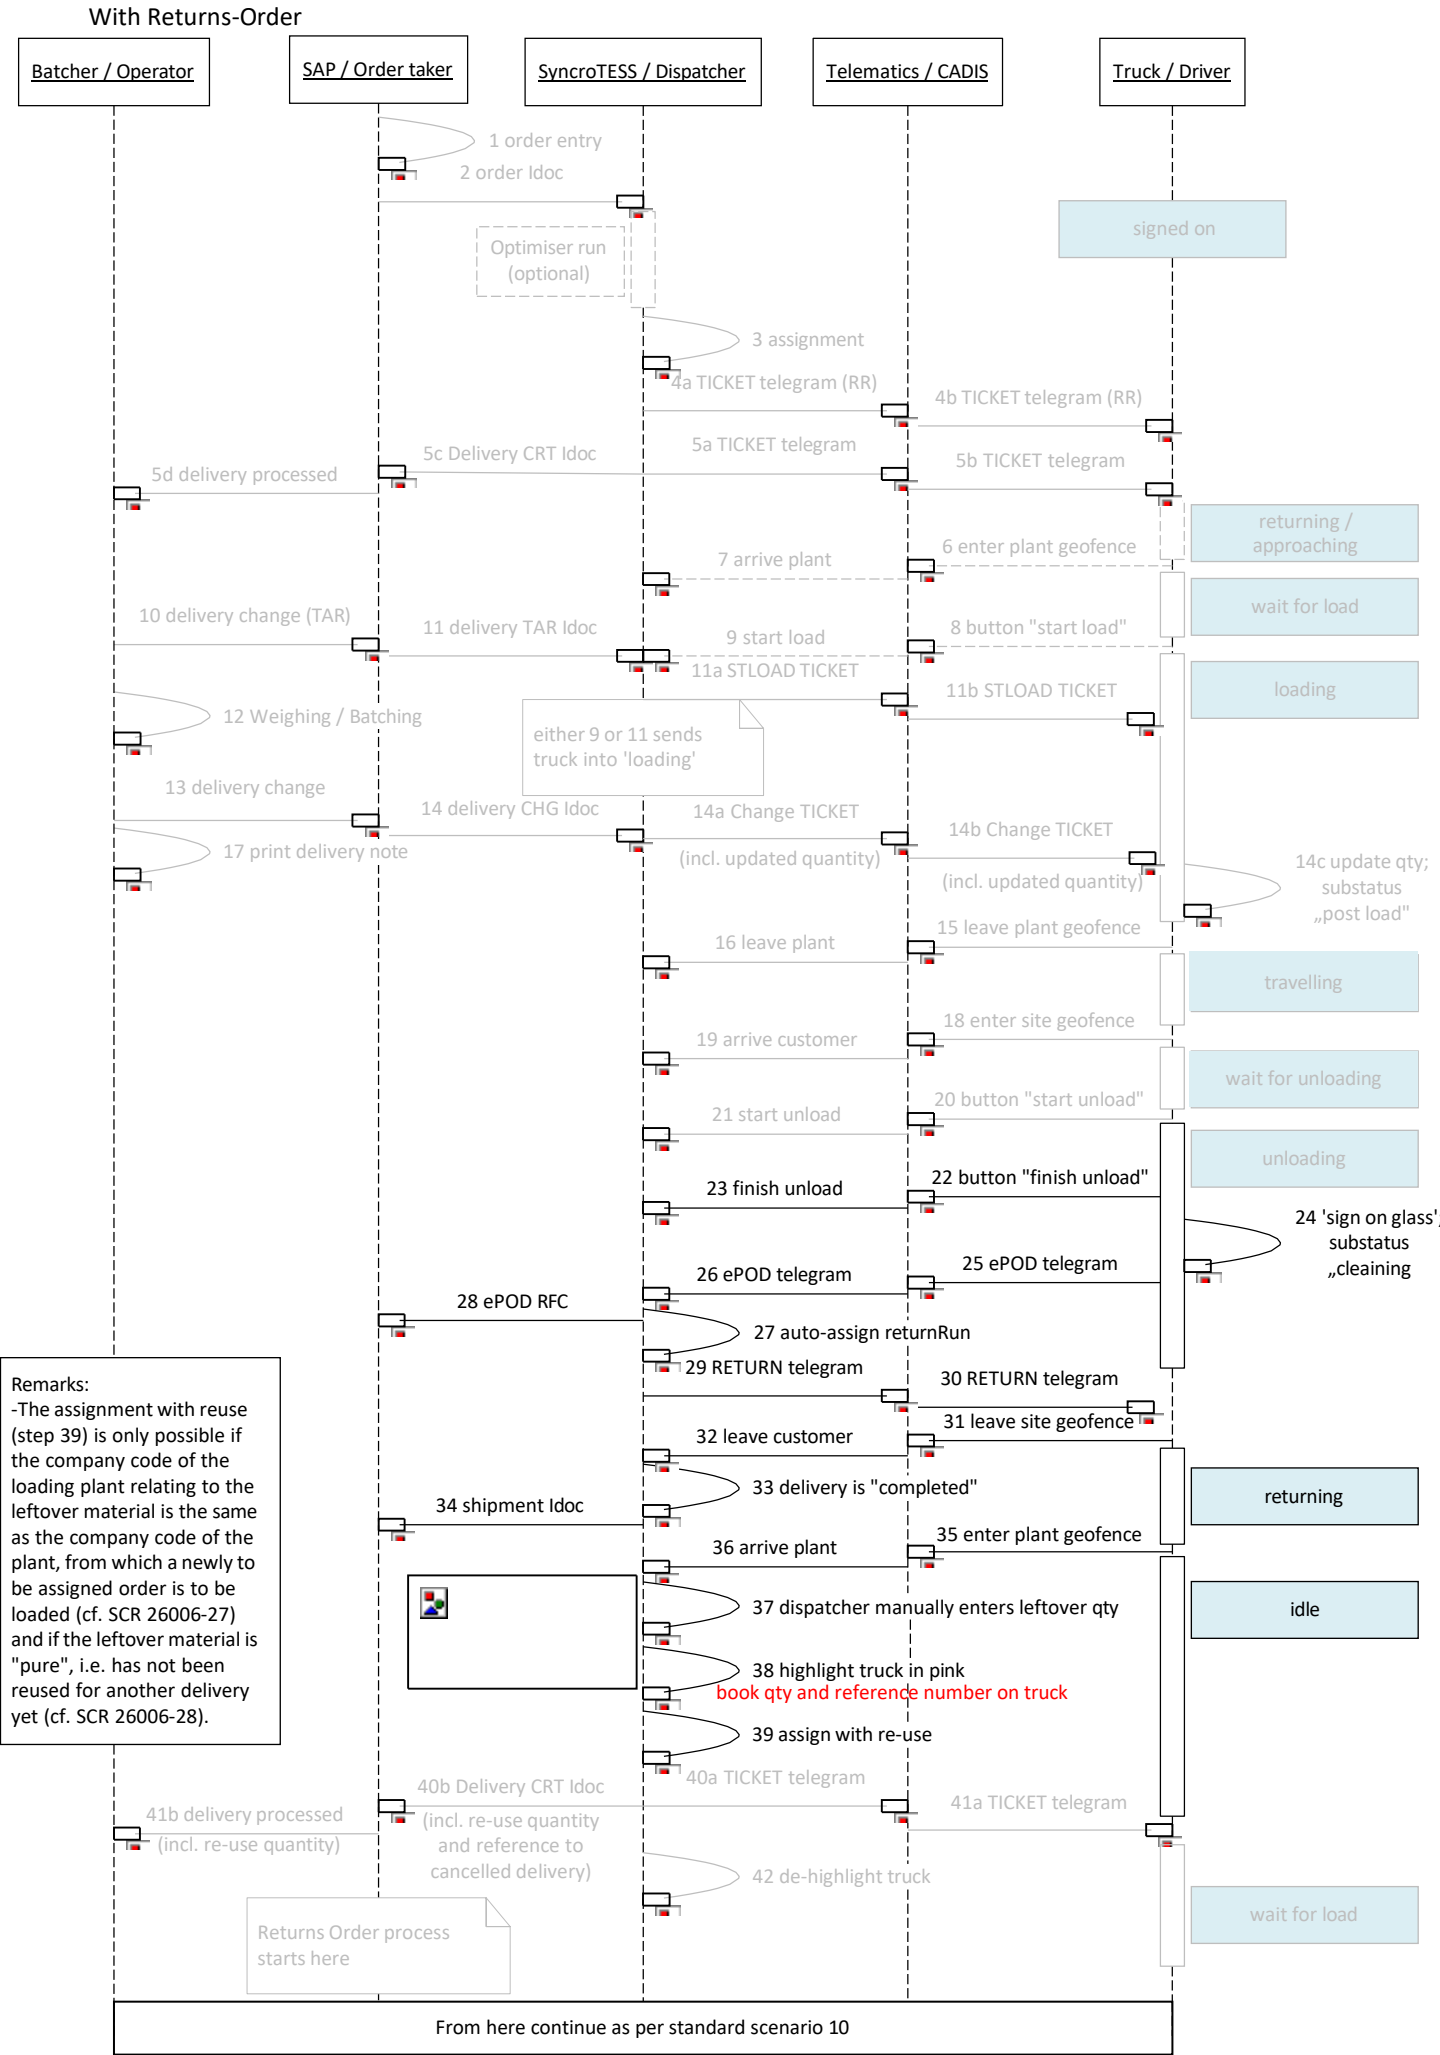 With Returns-Order
Batcher / Operator
SAP / Order taker
SyncroTESS / Dispatcher
Telematics / CADIS
Truck / Driver
1 order entry
2 order Idoc
signed on
Optimiser run
(optional)
3 assignment
4a TICKET telegram (RR)
4b TICKET telegram (RR)
5c Delivery CRT Idoc
5a TICKET telegram
5b TICKET telegram
5d delivery processed
returning /
approaching
6 enter plant geofence
7 arrive plant
wait for load
10 delivery change (TAR)
11 delivery TAR Idoc
9 start load
8 button "start load"
11a STLOAD TICKET
11b STLOAD TICKET
loading
12 Weighing / Batching
either 9 or 11 sends
truck into 'loading'
13 delivery change
14 delivery CHG Idoc
14a Change TICKET
(incl. updated quantity)
14b Change TICKET
(incl. updated quantity)
17 print delivery note
14c update qty;
substatus
„post load"
15 leave plant geofence
16 leave plant
travelling
18 enter site geofence
19 arrive customer
wait for unloading
20 button "start unload"
21 start unload
unloading
22 button "finish unload"
23 finish unload
24 'sign on glass';
substatus
„cleaining
25 ePOD telegram
26 ePOD telegram
28 ePOD RFC
27 auto-assign returnRun
29 RETURN telegram
30 RETURN telegram
31 leave site geofence
32 leave customer
33 delivery is "completed"
returning
34 shipment Idoc
35 enter plant geofence
36 arrive plant
Remarks:
-The assignment with reuse
(step 39) is only possible if
the company code of the
loading plant relating to the
leftover material is the same
as the company code of the
plant, from which a newly to
be assigned order is to be
loaded (cf. SCR 26006-27)
and if the leftover material is
"pure", i.e. has not been
reused for another delivery
yet (cf. SCR 26006-28).
37 dispatcher manually enters leftover qty
idle
38 highlight truck in pink
book qty and reference number on truck
39 assign with re-use
40b Delivery CRT Idoc
(incl. re-use quantity
and reference to
cancelled delivery)
40a TICKET telegram
41a TICKET telegram
41b delivery processed
(incl. re-use quantity)
42 de-highlight truck
wait for load
Returns Order process
starts here
From here continue as per standard scenario 10